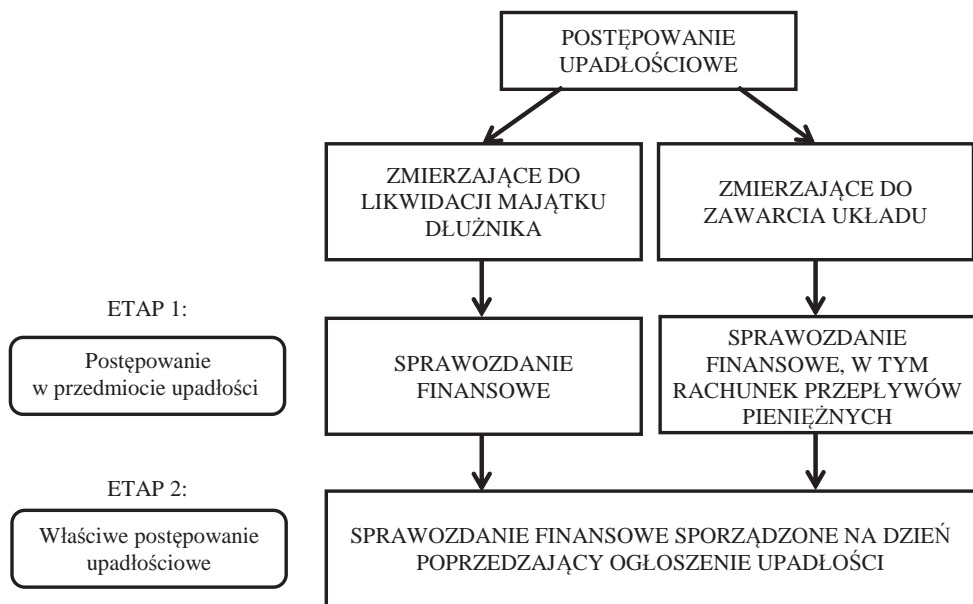 POSTĘPOWANIE
UPADŁOŚCIOWE
ZMIERZAJĄCE DO
LIKWIDACJI MAJĄTKU
DŁUŻNIKA
ZMIERZAJĄCE DO
ZAWARCIA UKŁADU
ETAP 1:
Postępowanie
w przedmiocie upadłości
SPRAWOZDANIE
FINANSOWE
SPRAWOZDANIE
FINANSOWE, W TYM
RACHUNEK PRZEPŁYWÓW
PIENIĘŻNYCH
ETAP 2:
Właściwe postępowanie
upadłościowe
SPRAWOZDANIE FINANSOWE SPORZĄDZONE NA DZIEŃ
POPRZEDZAJĄCY OGŁOSZENIE UPADŁOŚCI